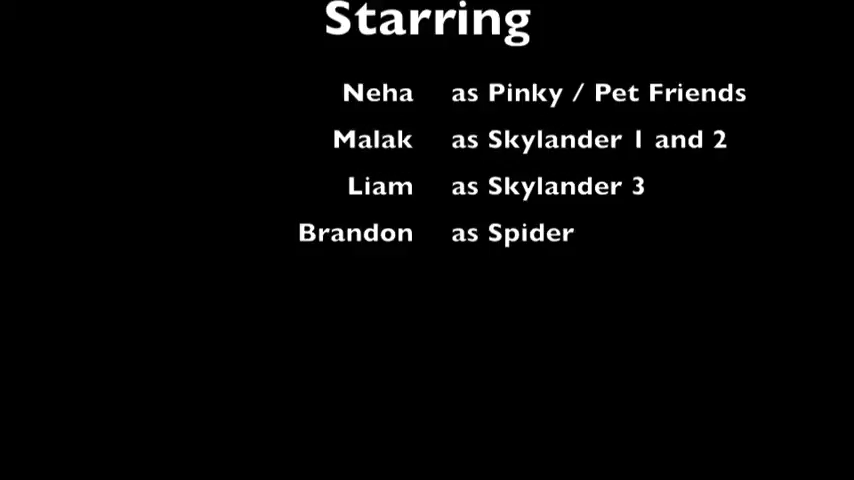 Starring
Neha as Pinky / Pet Friends
Malak as Skylander 1 and 2
Liam as Skylander 3
Brandon as Spider